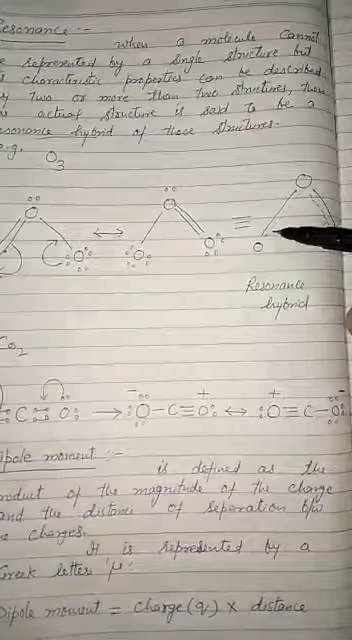 Resonance :-
When a molecule cannot
be represented by a single structure but
characteristic properties can be described
two or more than two structures, then
actual structure is said to be a
resonance hybrid of these structures.
e.g. O3
O O ↔ O O ≡ O
O O O O
Resonance
hybrid
CO2
C O: → :O-C≡O: ↔ :O≡C-O:
Dipole moment :-
is defined as the
product of the magnitude of the charge
and the distance of seperation b/w
the charges.
It is represented by a
Greek letter 'μ'.
Dipole moment = charge(q) × distance